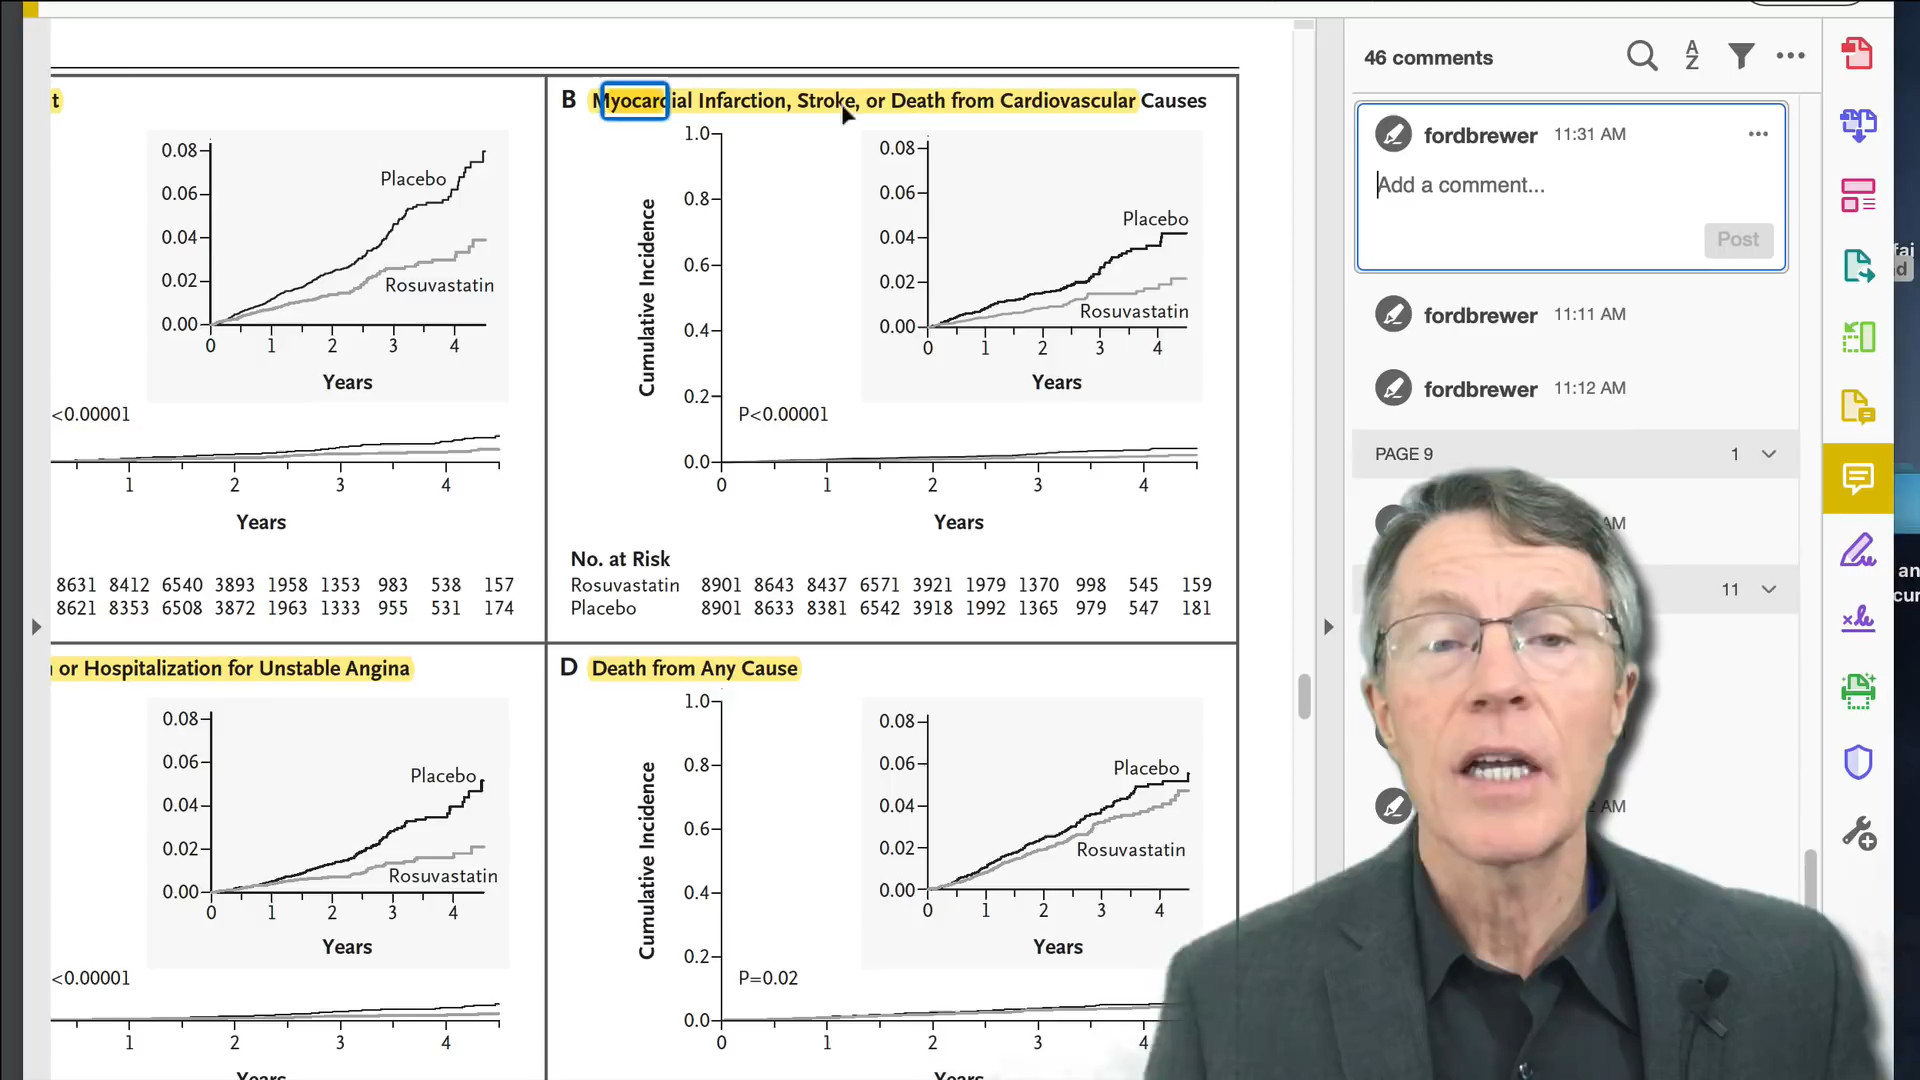 46 comments
A
Z
t
B Myocardial Infarction, Stroke, or Death from Cardiovascular Causes
fordbrewer 11:31 AM
Add a comment...
Post
fordbrewer 11:11 AM
fordbrewer 11:12 AM
PAGE 9 1
AM
11
AM
0.08
0.06
0.04
0.02
0.00
Placebo
Rosuvastatin
0 1 2 3 4
Years
<0.00001
1 2 3 4
Years
8631 8412 6540 3893 1958 1353 983 538 157
8621 8353 6508 3872 1963 1333 955 531 174
Cumulative Incidence
1.0
0.8
0.6
0.4
0.2
0.0
0.08
0.06
0.04
0.02
0.00
Placebo
Rosuvastatin
0 1 2 3 4
Years
P<0.00001
0 1 2 3 4
Years
No. at Risk
Rosuvastatin 8901 8643 8437 6571 3921 1979 1370 998 545 159
Placebo 8901 8633 8381 6542 3918 1992 1365 979 547 181
or Hospitalization for Unstable Angina
0.08
0.06
0.04
0.02
0.00
Placebo
Rosuvastatin
0 1 2 3 4
Years
<0.00001
1 2 3 4
Years
D Death from Any Cause
Cumulative Incidence
1.0
0.8
0.6
0.4
0.2
0.0
0.08
0.06
0.04
0.02
0.00
Placebo
Rosuvastatin
0 1 2 3 4
Years
P=0.02
0 1 2 3 4
Years